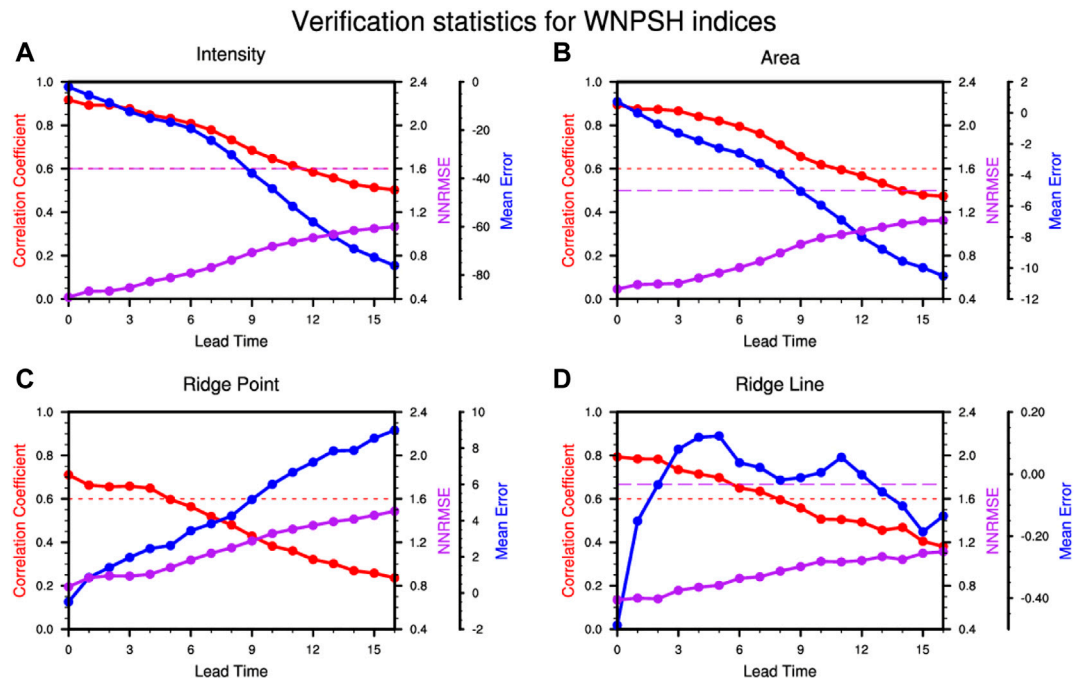 Verification statistics for WNPSH indices
A
Intensity
1.0
0.8
0.6
0.4
0.2
0.0
Correlation Coefficient
2.4
2.0
1.6
1.2
0.8
0.4
NNRMSE
0
-20
-40
-60
-80
Mean Error
0 3 6 9 12 15
Lead Time
B
Area
1.0
0.8
0.6
0.4
0.2
0.0
Correlation Coefficient
2.4
2.0
1.6
1.2
0.8
0.4
NNRMSE
2
0
-2
-4
-6
-8
-10
-12
Mean Error
0 3 6 9 12 15
Lead Time
C
Ridge Point
1.0
0.8
0.6
0.4
0.2
0.0
Correlation Coefficient
2.4
2.0
1.6
1.2
0.8
0.4
NNRMSE
10
8
6
4
2
0
-2
Mean Error
0 3 6 9 12 15
Lead Time
D
Ridge Line
1.0
0.8
0.6
0.4
0.2
0.0
Correlation Coefficient
2.4
2.0
1.6
1.2
0.8
0.4
NNRMSE
0.20
0.00
-0.20
-0.40
Mean Error
0 3 6 9 12 15
Lead Time